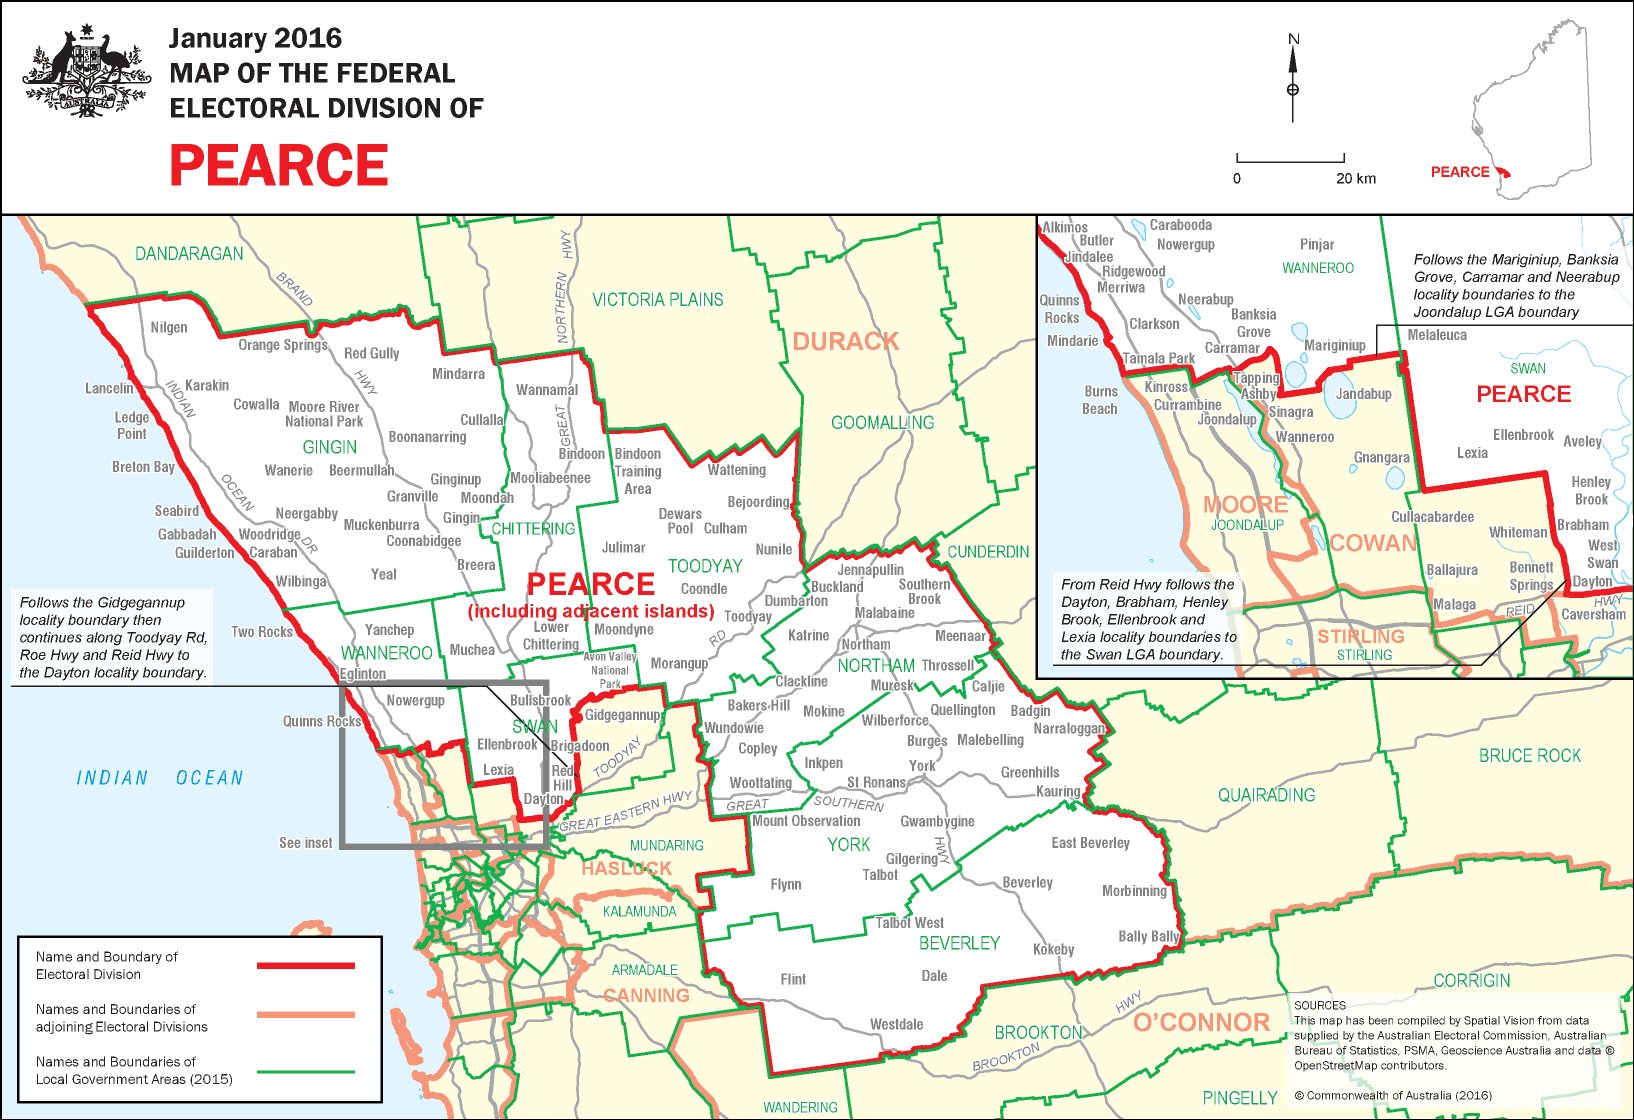 January 2016
MAP OF THE FEDERAL
ELECTORAL DIVISION OF
PEARCE
AUSTRALIA
N
0 20 km
PEARCE
DANDARAGAN
BRAND
HWY
NORTHERN
VICTORIA PLAINS
DURACK
Nilgen
Orange Springs
Red Gully
Mindarra
HWY
Lancelin
INDIAN
Karakin
Wannamal
Cowalla
Moore River
National Park
Cullalla
GREAT
Ledge
Point
GINGIN
Boonanarring
GOOMALLING
Bindoon
Bindoon
Training
Area
Breton Bay
Wanerie
Beermullah
Wattening
OCEAN
Ginginup
Mooliabeenee
Granville
Moondah
Bejoording
Seabird
Neergabby
Gingin
Dewars
Pool
Culham
Muckenburra
CHITTERING
Gabbadah
Woodridge
DR
Coonabidgee
Guilderton
Caraban
Julimar
Nunile
CUNDERDIN
Breera
TOODYAY
Jennapullin
Wilbinga
Yeal
PEARCE
(including adjacent islands)
Coondle
Buckland
Southern
Brook
Dumbarton
Malabaine
Follows the Gidgegannup
locality boundary then
continues along Toodyay Rd,
Roe Hwy and Reid Hwy to
the Dayton locality boundary.
Toodyay
Two Rocks
Yanchep
Lower
Chittering
Moondyne
RD
Katrine
Northam
Meenaar
WANNEROO
Muchea
Avon Valley
National
Park
Morangup
NORTHAM
Throssell
Eglinton
Clackline
Muresk
Caljie
Nowergup
Bullsbrook
Gidgegannup
Bakers Hill
Mokine
Quellington
Badgin
Quinns Rocks
SWAN
Wundowie
Wilberforce
Narraloggan
Ellenbrook
Brigadoon
TOODYAY
Copley
Burges
Malebelling
INDIAN OCEAN
Lexia
Red
Hill
Inkpen
York
Greenhills
Wootating
St Ronans
Kauring
Dayton
GREAT EASTERN HWY
GREAT
SOUTHERN
HWY
Mount Observation
Gwambygine
See inset
MUNDARING
YORK
East Beverley
HASLUCK
Gilgering
Talbot
Flynn
Beverley
Morbinning
KALAMUNDA
Talbot West
BEVERLEY
Bally Bally
Kokeby
ARMADALE
Flint
Dale
CANNING
Westdale
BROOKTON
HWY
BROOKTON
O'CONNOR
WANDERING
PINGELLY
CORRIGIN
QUAIRADING
BRUCE ROCK
Alkimos
Carabooda
Butler
Nowergup
Pinjar
Jindalee
WANNEROO
Ridgewood
Merriwa
Follows the Mariginiup, Banksia
Grove, Carramar and Neerabup
locality boundaries to the
Joondalup LGA boundary
Quinns
Rocks
Neerabup
Banksia
Grove
Clarkson
Mindarie
Carramar
Mariginiup
Melaleuca
Tamala Park
SWAN
Burns
Beach
Kinross
Tapping
Ashby
Jandabup
PEARCE
Currambine
Sinagra
Joondalup
Wanneroo
Ellenbrook
Aveley
Gnangara
Lexia
Henley
Brook
MOORE
JOONDALUP
Cullacabardee
Brabham
Whiteman
COWAN
West
Swan
Ballajura
Bennett
Springs
Dayton
From Reid Hwy follows the
Dayton, Brabham, Henley
Brook, Ellenbrook and
Lexia locality boundaries to
the Swan LGA boundary.
Malaga
REID
HWY
Caversham
STIRLING
STIRLING
Name and Boundary of
Electoral Division
Names and Boundaries of
adjoining Electoral Divisions
Names and Boundaries of
Local Government Areas (2015)
SOURCES
This map has been compiled by Spatial Vision from data
supplied by the Australian Electoral Commission, Australian
Bureau of Statistics, PSMA, Geoscience Australia and data ©
OpenStreetMap contributors.
© Commonwealth of Australia (2016)